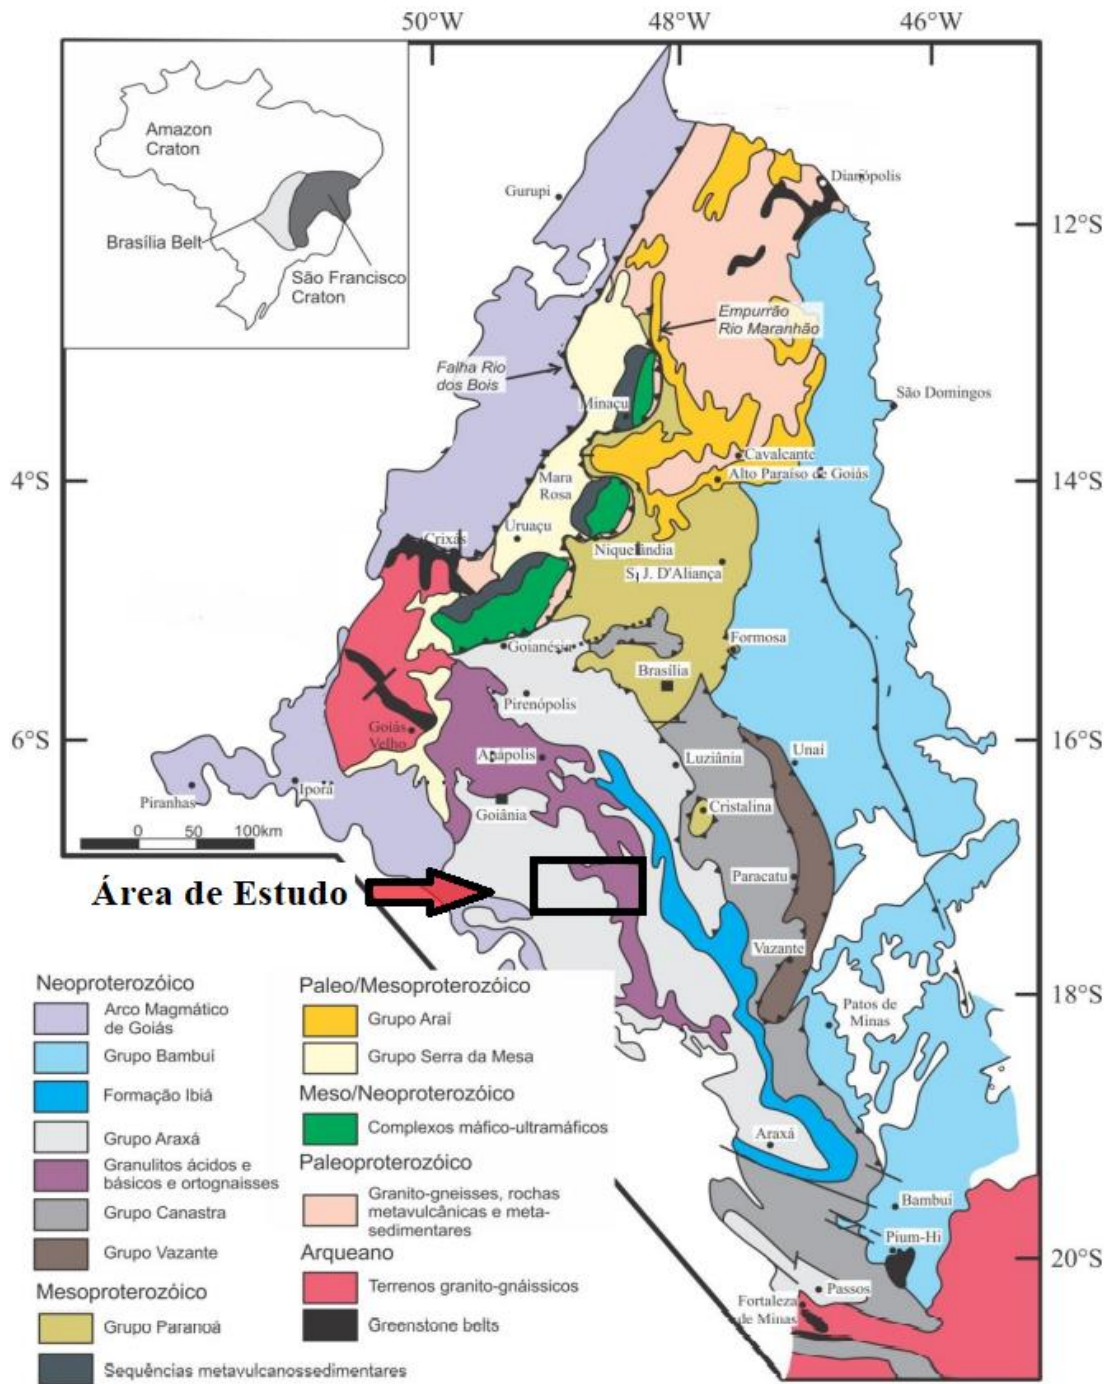 50°W 48°W 46°W
Amazon
Craton
Brasília Belt
São Francisco
Craton
Gurupi
Dianópolis
12°S
Empurrão
Rio Maranhão
Falha Rio
dos Bois
Minaçu
São Domingos
Cavalcante
Alto Paraíso de Goiás
4°S
14°S
Mara
Rosa
Uruaçu
Crixás
Niquelândia
S. J. D'Aliança
Goianésia
Formosa
Brasília
Pirenópolis
6°S
16°S
Goiás
Velho
Anápolis
Luziânia
Unaí
Piranhas
Iporá
Goiânia
Cristalina
0 50 100km
Paracatu
Área de Estudo
Vazante
18°S
Patos de
Minas
Araxá
Bambuí
Pium-Hi
20°S
Passos
Fortaleza
de Minas
Neoproterozóico
Arco Magmático
de Goiás
Grupo Bambuí
Formação Ibiá
Grupo Araxá
Granulitos ácidos e
básicos e ortognaisses
Grupo Canastra
Grupo Vazante
Mesoproterozóico
Grupo Paranoá
Sequências metavulcanossedimentares
Paleo/Mesoproterozóico
Grupo Araí
Grupo Serra da Mesa
Meso/Neoproterozóico
Complexos máfico-ultramáficos
Paleoproterozóico
Granito-gneisses, rochas
metavulcânicas e meta-
sedimentares
Arqueano
Terrenos granito-gnáissicos
Greenstone belts